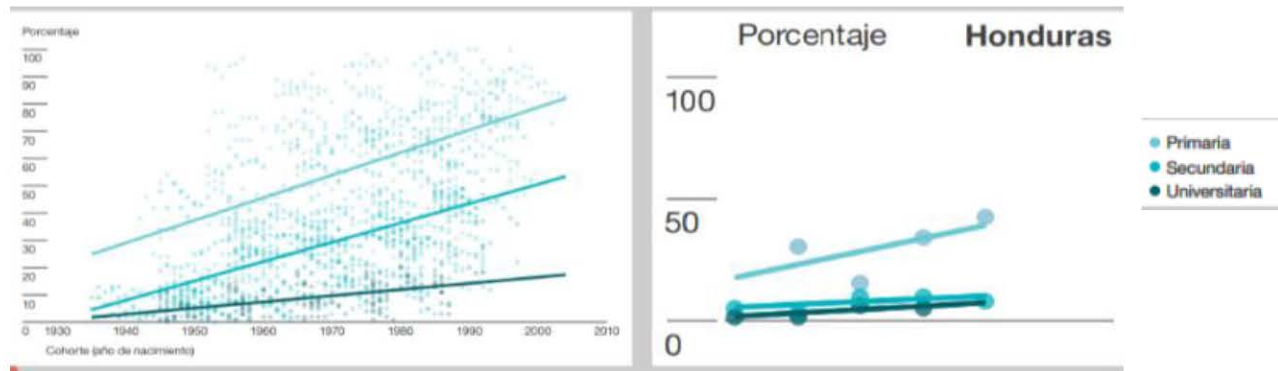 Porcentaje
100
90
80
70
60
50
40
30
20
10
0 1930 1940 1950 1960 1970 1980 1990 2000 2010
Cohorte (año de nacimiento)
Porcentaje Honduras
100
50
0
Primaria
Secundaria
Universitaria